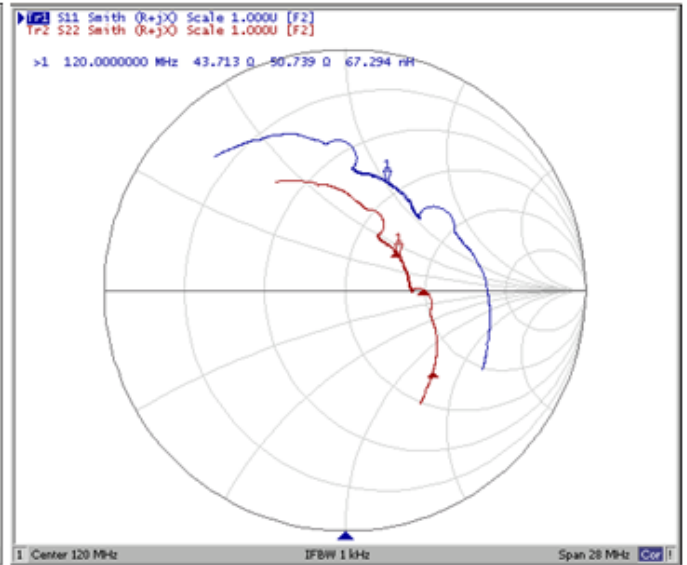 Tr1 S11 Smith (R+jX) Scale 1.000U [F2]
Tr2 S22 Smith (R+jX) Scale 1.000U [F2]
>1 120.0000000 MHz 43.713 Ω 50.739 Ω 67.294 nH
1
1
1 Center 120 MHz IFBW 1 kHz Span 28 MHz Cor !